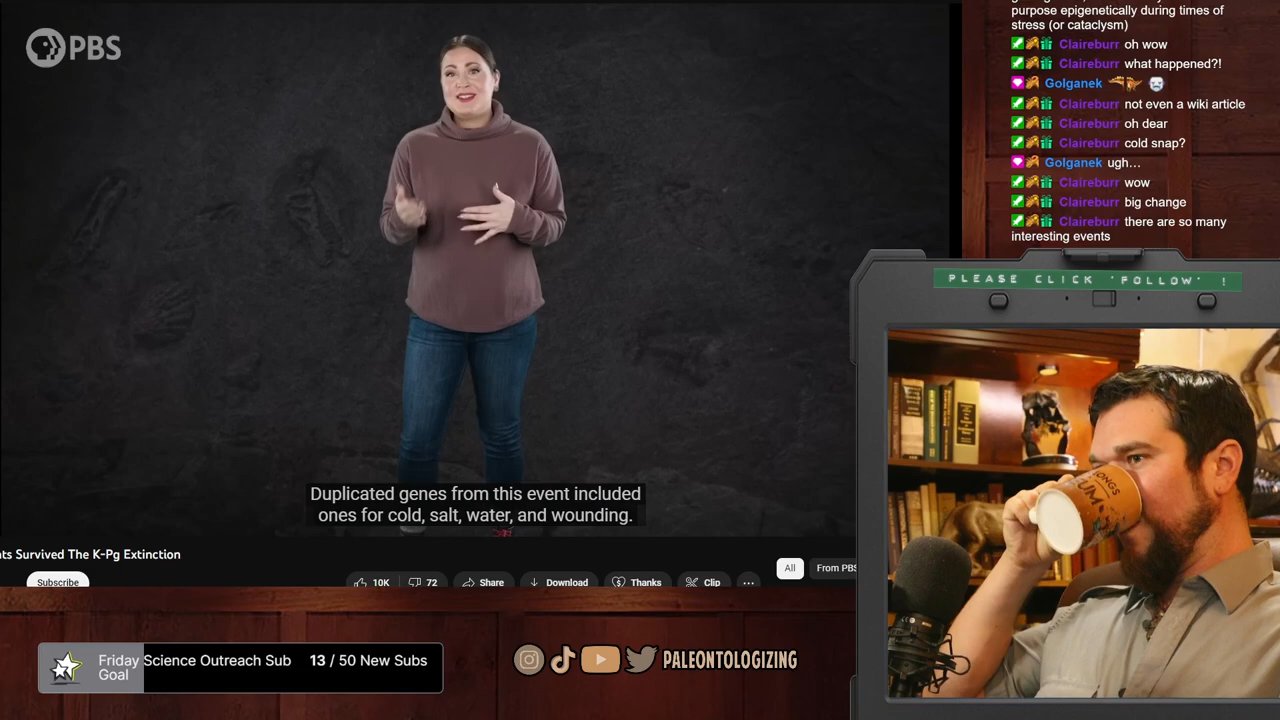 PBS
purpose epigenetically during times of
stress (or cataclysm)
Claireburr oh wow
Claireburr what happened?!
Golganek
Claireburr not even a wiki article
Claireburr oh dear
Claireburr cold snap?
Golganek ugh...
Claireburr wow
Claireburr big change
Claireburr there are so many
interesting events
PLEASE CLICK 'FOLLOW' !
Duplicated genes from this event included
ones for cold, salt, water, and wounding.
ts Survived The K-Pg Extinction
Subscribe
10K
72
Share
Download
Thanks
Clip
All
From PBS
Friday Science Outreach Sub
Goal
13 / 50 New Subs
PALEONTOLOGIZING